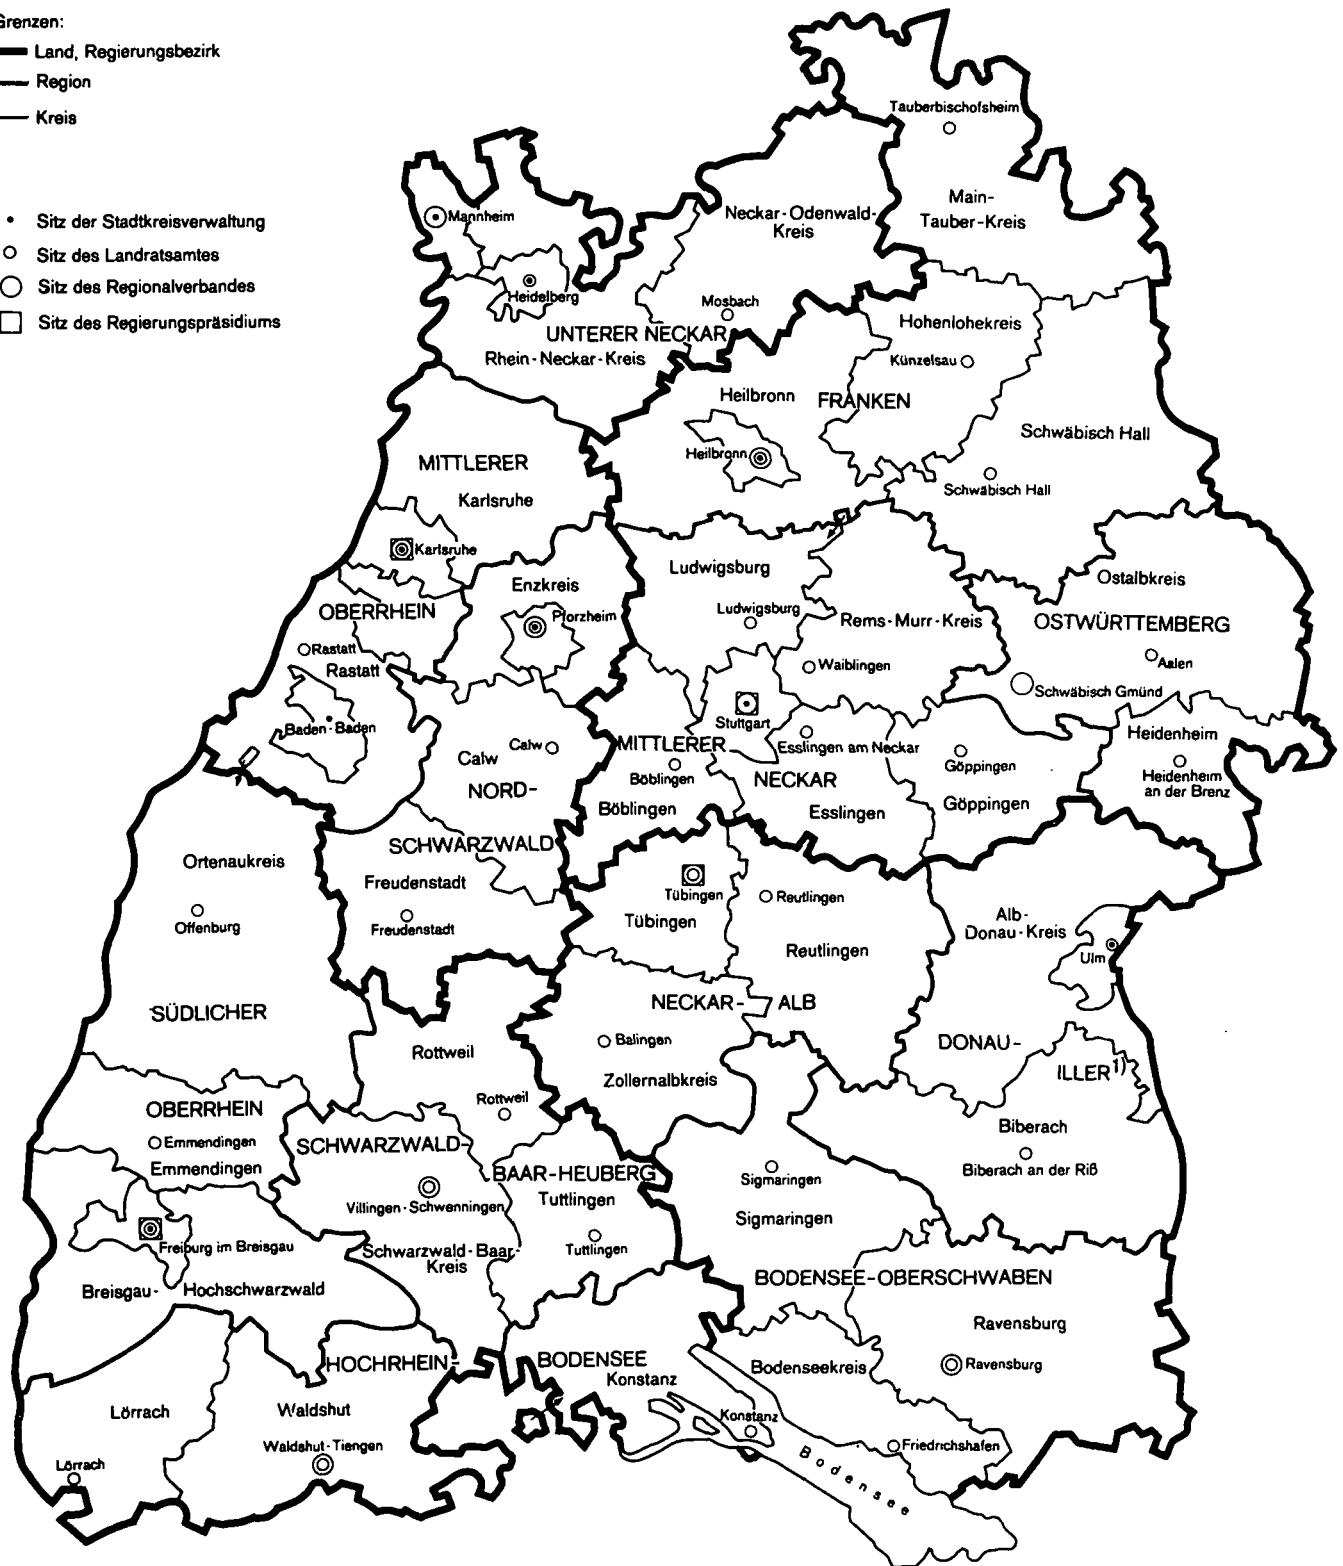 Grenzen:
Land, Regierungsbezirk
Region
Kreis
Sitz der Stadtkreisverwaltung
Sitz des Landratsamtes
Sitz des Regionalverbandes
Sitz des Regierungspräsidiums
Tauberbischofsheim
Main-
Tauber-Kreis
Neckar-Odenwald-
Kreis
Mannheim
Heidelberg
Mosbach
UNTERER NECKAR
Rhein-Neckar-Kreis
Hohenlohekreis
Künzelsau
Heilbronn
FRANKEN
Schwäbisch Hall
Heilbronn
Schwäbisch Hall
MITTLERER
Karlsruhe
Karlsruhe
Ludwigsburg
Ostalbkreis
Enzkreis
OBERRHEIN
Pforzheim
Ludwigsburg
Rems-Murr-Kreis
OSTWÜRTTEMBERG
Rastatt
Rastatt
Waiblingen
Aalen
Schwäbisch Gmünd
Baden-Baden
Stuttgart
Heidenheim
Calw
Calw
MITTLERER
Esslingen am Neckar
Göppingen
Böblingen
NECKAR
Heidenheim
an der Brenz
NORD-
Böblingen
Esslingen
Göppingen
SCHWARZWALD
Ortenaukreis
Freudenstadt
Tübingen
Reutlingen
Offenburg
Freudenstadt
Tübingen
Alb-
Donau-Kreis
Reutlingen
Ulm
SÜDLICHER
NECKAR-
ALB
Balingen
DONAU-
Rottweil
ILLER1)
Zollernalbkreis
OBERRHEIN
Rottweil
Emmendingen
Emmendingen
SCHWARZWALD-
Biberach
BAAR-HEUBERG
Biberach an der Riß
Sigmaringen
Tuttlingen
Villingen-Schwenningen
Sigmaringen
Freiburg im Breisgau
Schwarzwald-Baar-
Kreis
Tuttlingen
Breisgau-
Hochschwarzwald
BODENSEE-OBERSCHWABEN
Ravensburg
HOCHRHEIN-
BODENSEE
Konstanz
Bodenseekreis
Ravensburg
Lörrach
Waldshut
Konstanz
Waldshut-Tiengen
Friedrichshafen
Lörrach
Bodensee